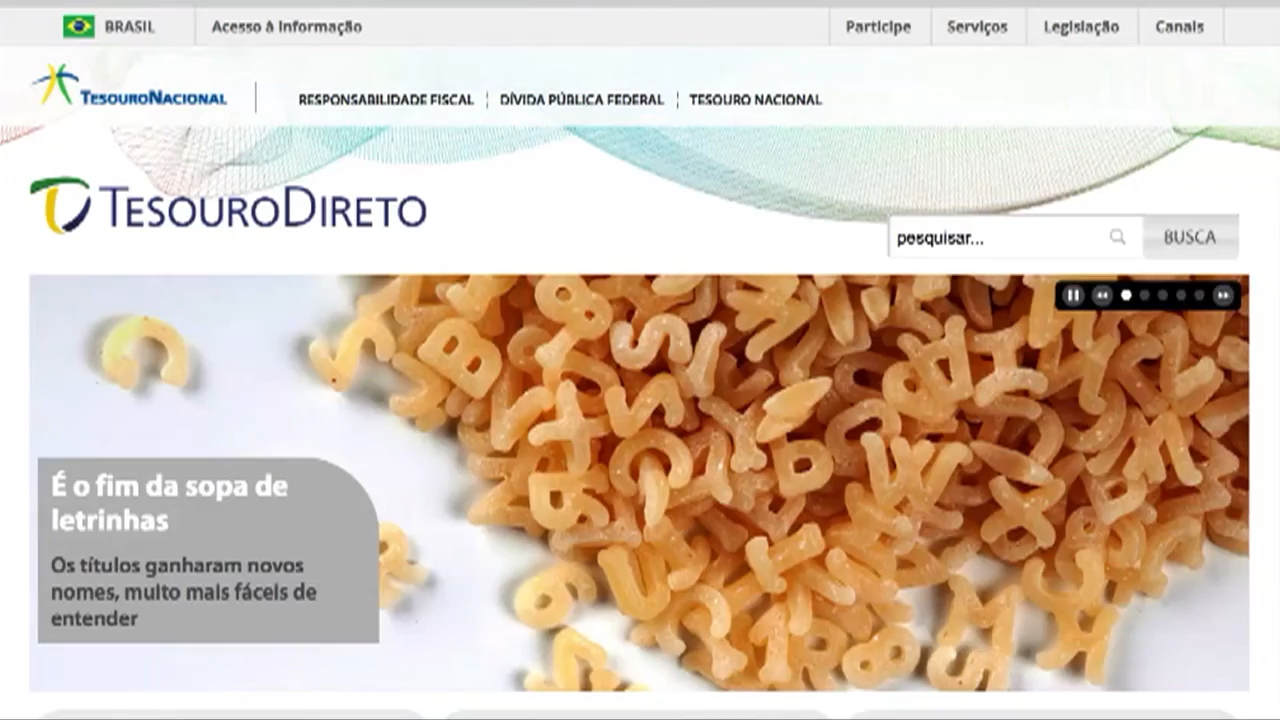 BRASIL
Acesso à informação
Participe
Serviços
Legislação
Canais
TESOURONACIONAL
RESPONSABILIDADE FISCAL
DÍVIDA PÚBLICA FEDERAL
TESOURO NACIONAL
TESOURODIRETO
pesquisar...
BUSCA
É o fim da sopa de
letrinhas
Os títulos ganharam novos
nomes, muito mais fáceis de
entender